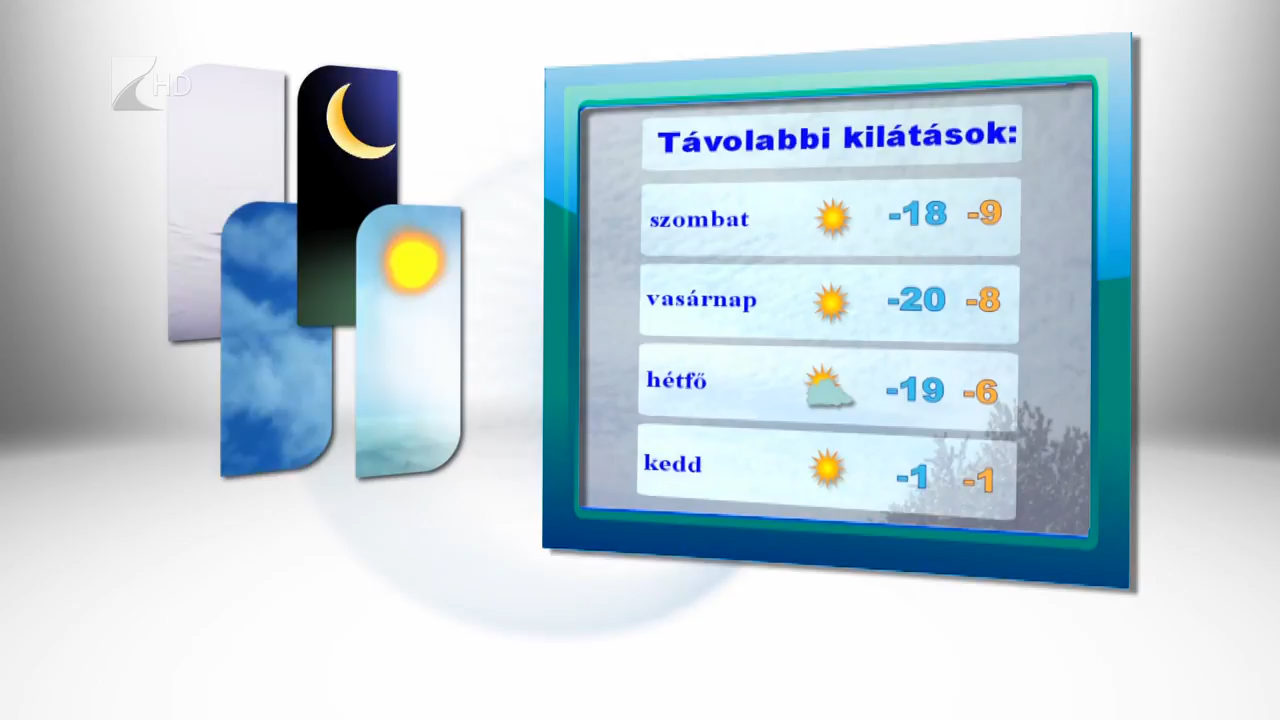 HD
Távolabbi kilátások:
szombat -18 -9
vasárnap -20 -8
hétfő -19 -6
kedd -1 -1